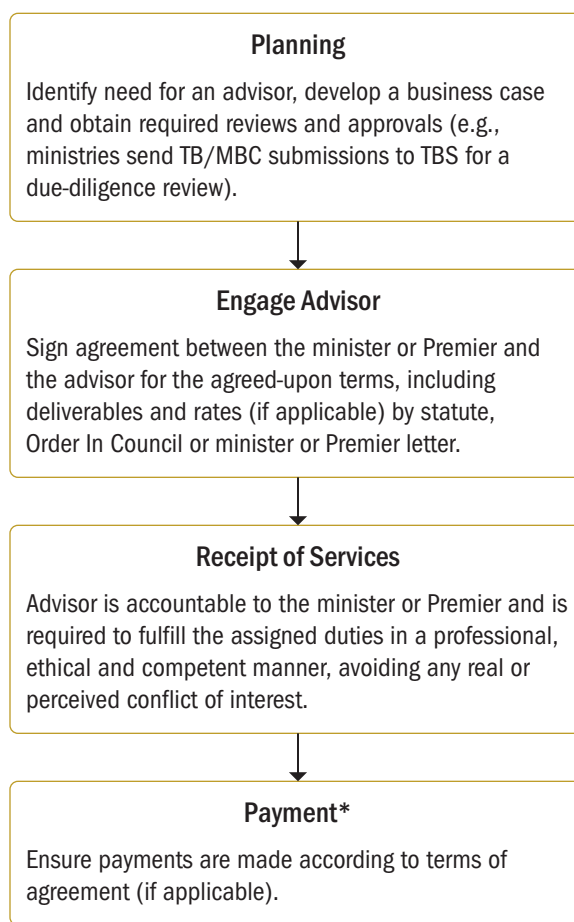 Planning
Identify need for an advisor, develop a business case
and obtain required reviews and approvals (e.g.,
ministries send TB/MBC submissions to TBS for a
due-diligence review).
Engage Advisor
Sign agreement between the minister or Premier and
the advisor for the agreed-upon terms, including
deliverables and rates (if applicable) by statute,
Order In Council or minister or Premier letter.
Receipt of Services
Advisor is accountable to the minister or Premier and is
required to fulfill the assigned duties in a professional,
ethical and competent manner, avoiding any real or
perceived conflict of interest.
Payment*
Ensure payments are made according to terms of
agreement (if applicable).